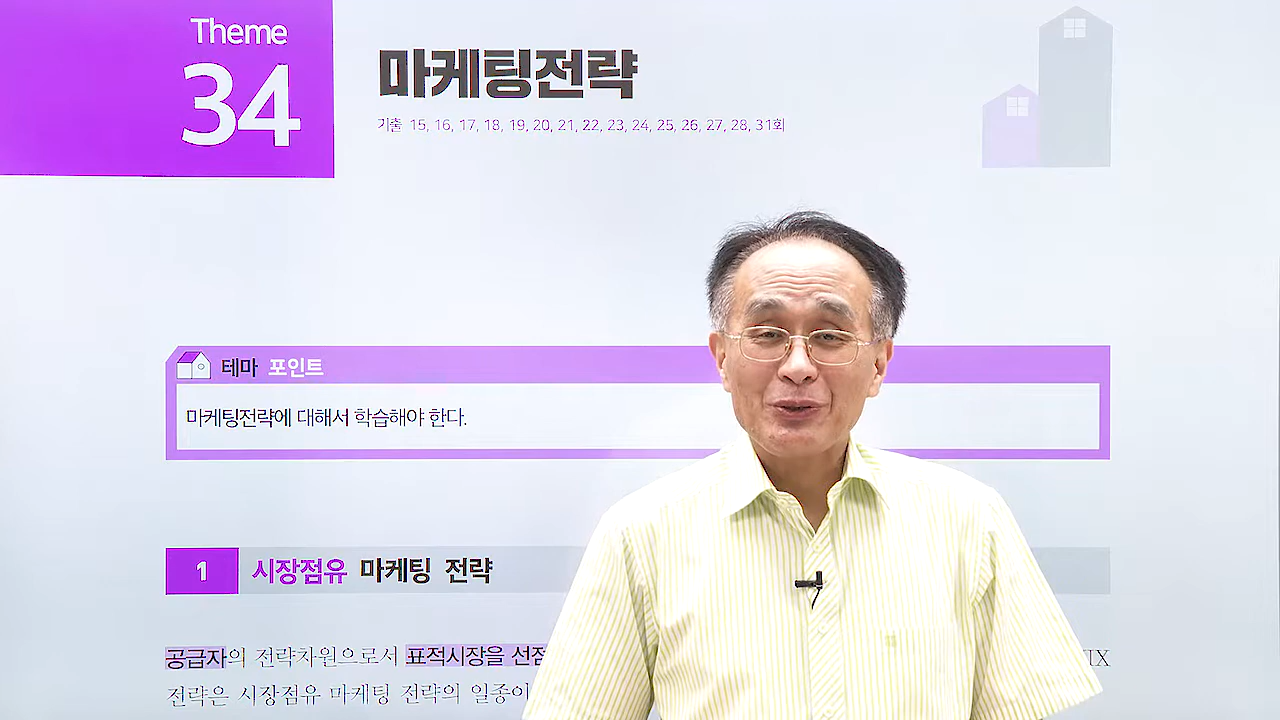 Theme
34
마케팅전략
기출 15, 16, 17, 18, 19, 20, 21, 22, 23, 24, 25, 26, 27, 28, 31회
테마 포인트
마케팅전략에 대해서 학습해야 한다.
1 시장점유 마케팅 전략
공급자의 전략차원으로서 표적시장을 선점 IX
전략은 시장점유 마케팅 전략의 일종이